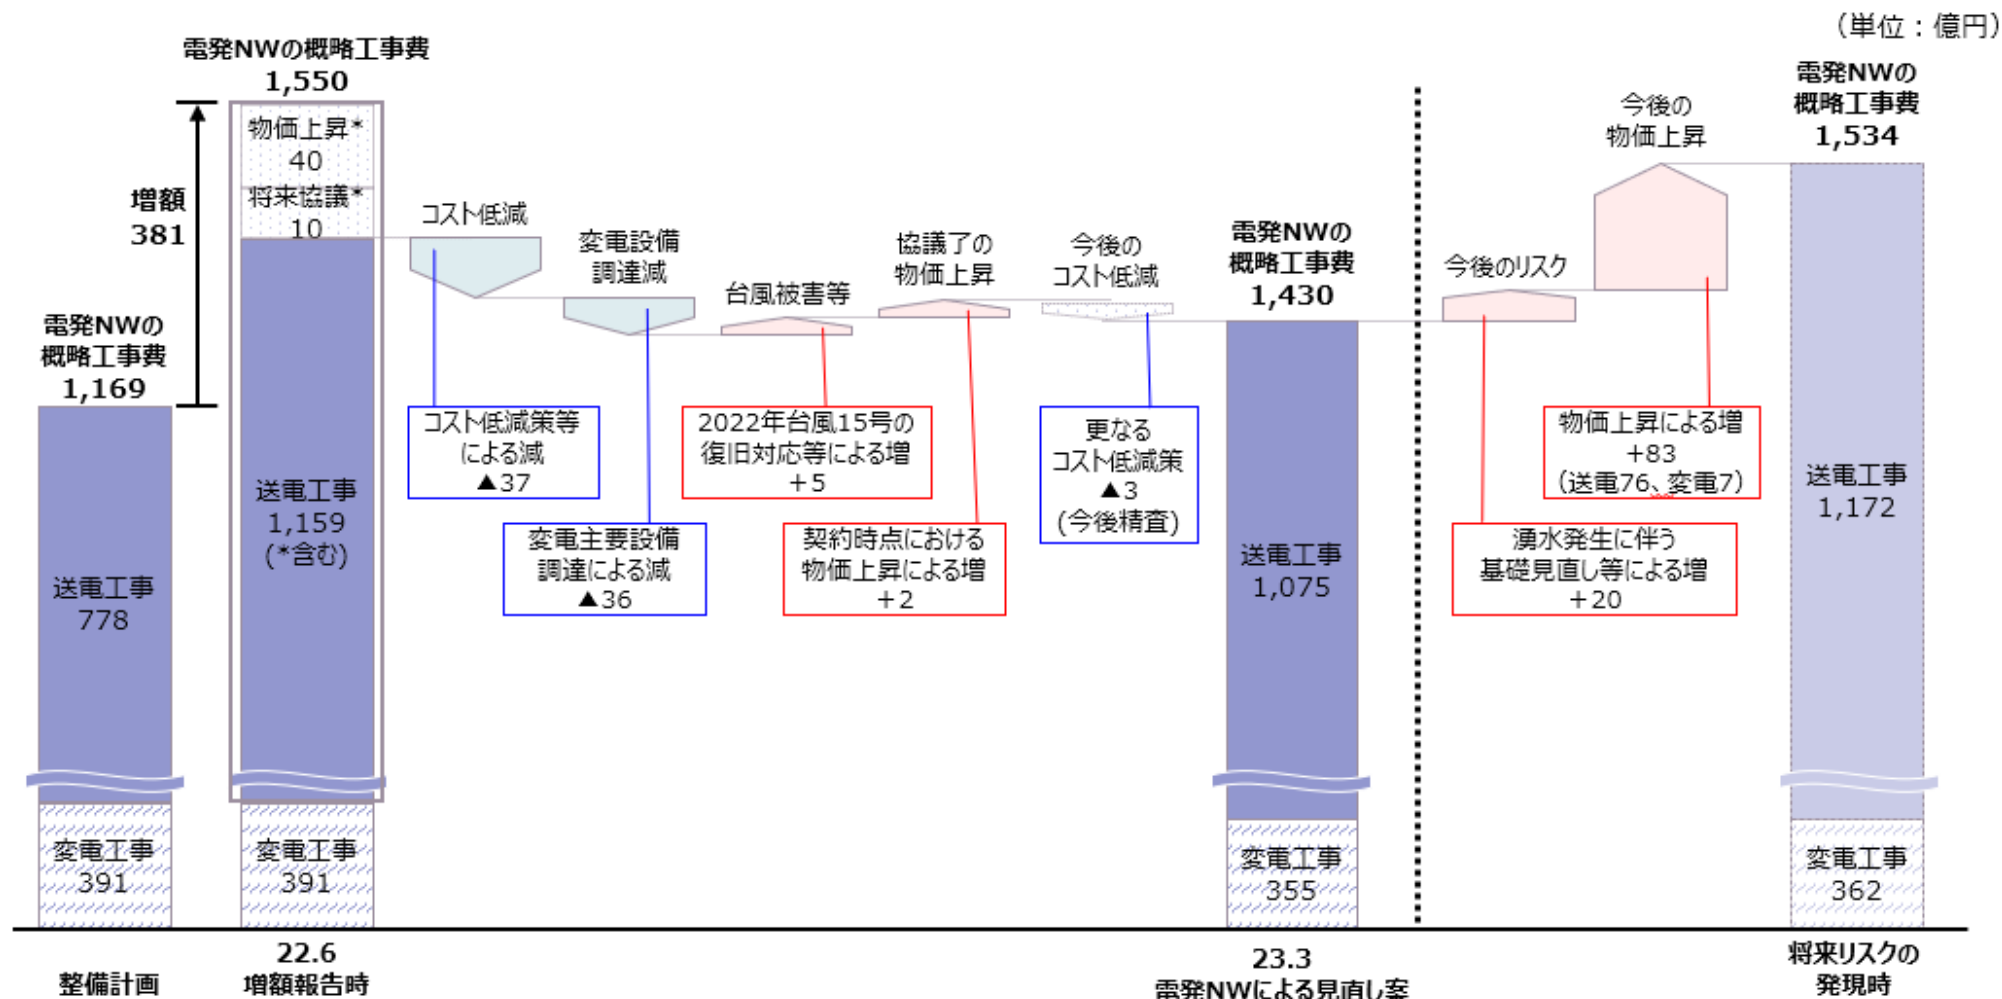 （単位：億円）
電発NWの概略工事費
1,550
物価上昇*
40
将来協議*
10
増額
381
電発NWの
概略工事費
1,169
送電工事
778
変電工事
391
整備計画
送電工事
1,159
(*含む)
変電工事
391
22.6
増額報告時
コスト低減
コスト低減策等
による減
▲37
変電設備
調達減
変電主要設備
調達による減
▲36
台風被害等
2022年台風15号の
復旧対応等による増
+5
協議了の
物価上昇
契約時点における
物価上昇による増
+2
今後の
コスト低減
更なる
コスト低減策
▲3
(今後精査)
電発NWの
概略工事費
1,430
送電工事
1,075
変電工事
355
23.3
電発NWによる見直し案
今後のリスク
湧水発生に伴う
基礎見直し等による増
+20
今後の
物価上昇
物価上昇による増
+83
（送電76、変電7）
電発NWの
概略工事費
1,534
送電工事
1,172
変電工事
362
将来リスクの
発現時